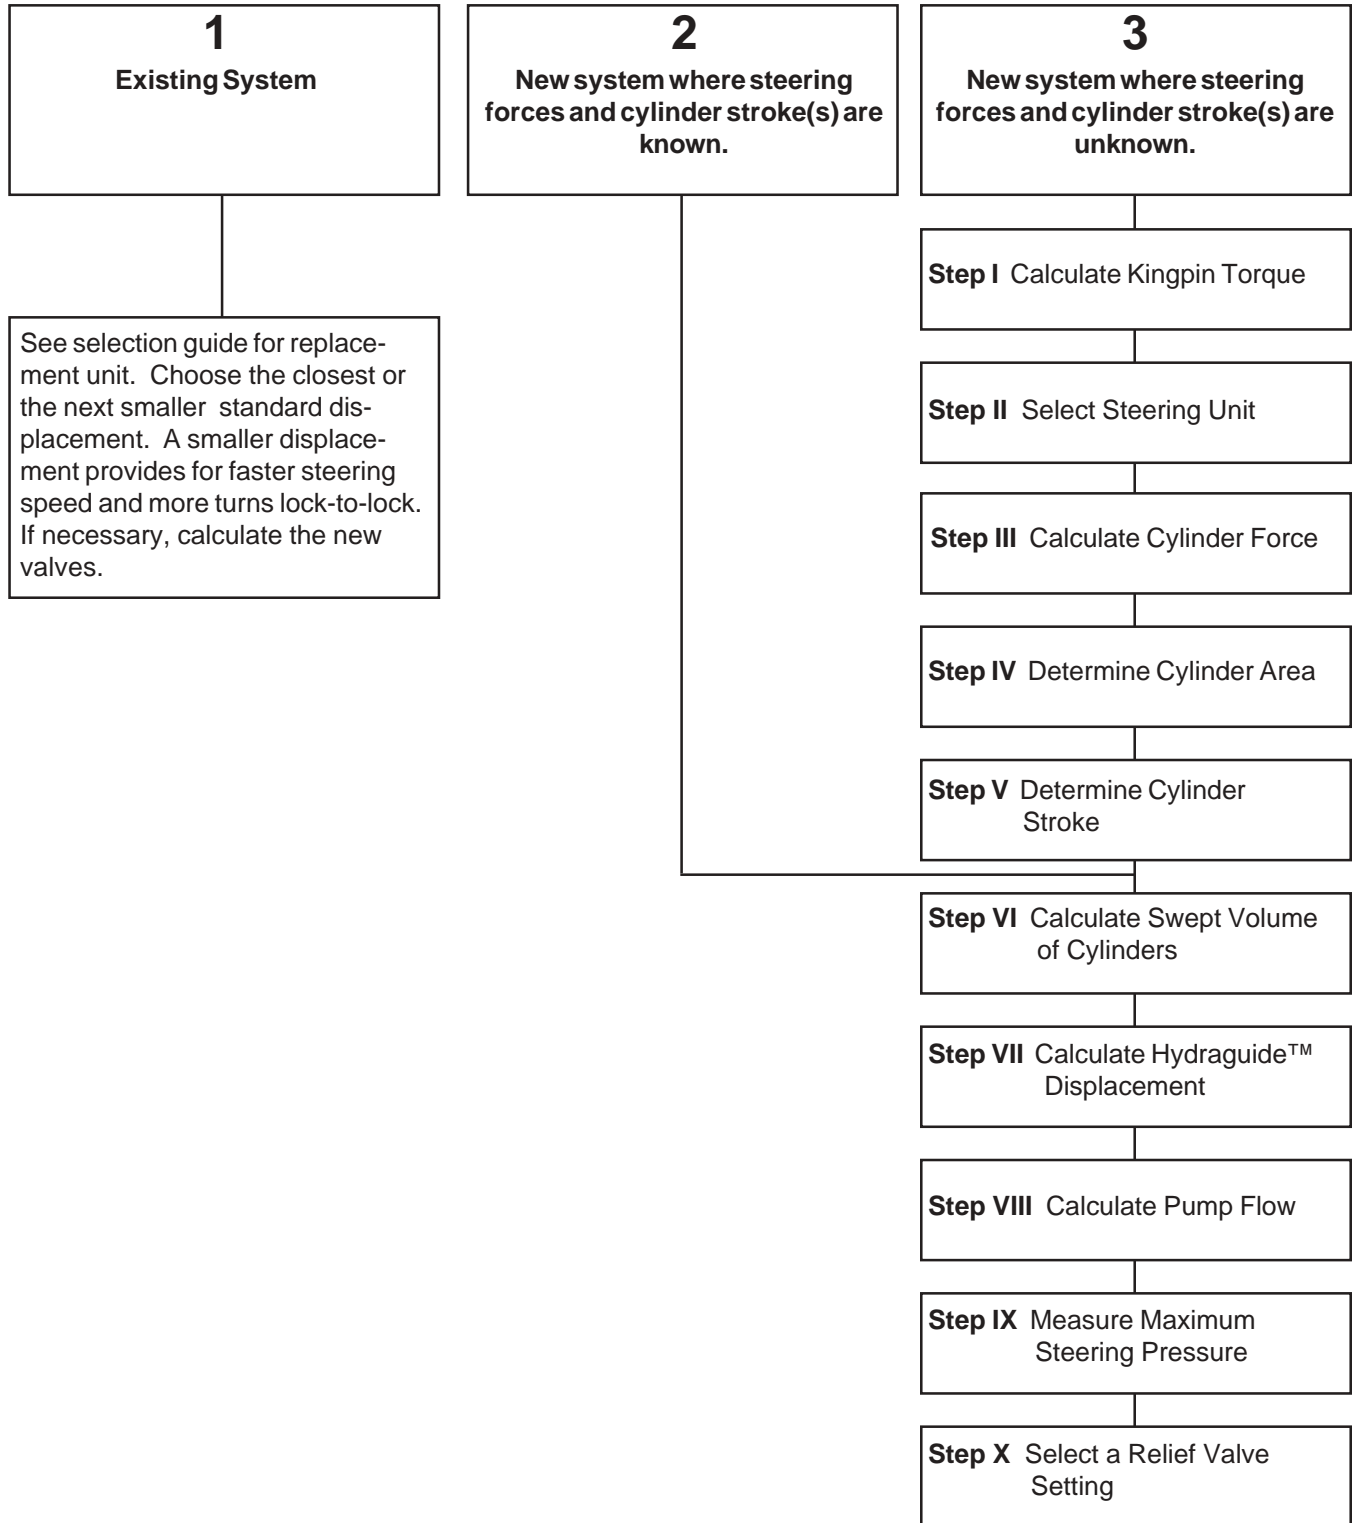 1
Existing System
See selection guide for replace-
ment unit. Choose the closest or
the next smaller standard dis-
placement. A smaller displace-
ment provides for faster steering
speed and more turns lock-to-lock.
If necessary, calculate the new
valves.
2
New system where steering
forces and cylinder stroke(s) are
known.
3
New system where steering
forces and cylinder stroke(s) are
unknown.
Step I Calculate Kingpin Torque
Step II Select Steering Unit
Step III Calculate Cylinder Force
Step IV Determine Cylinder Area
Step V Determine Cylinder
Stroke
Step VI Calculate Swept Volume
of Cylinders
Step VII Calculate Hydraguide™
Displacement
Step VIII Calculate Pump Flow
Step IX Measure Maximum
Steering Pressure
Step X Select a Relief Valve
Setting